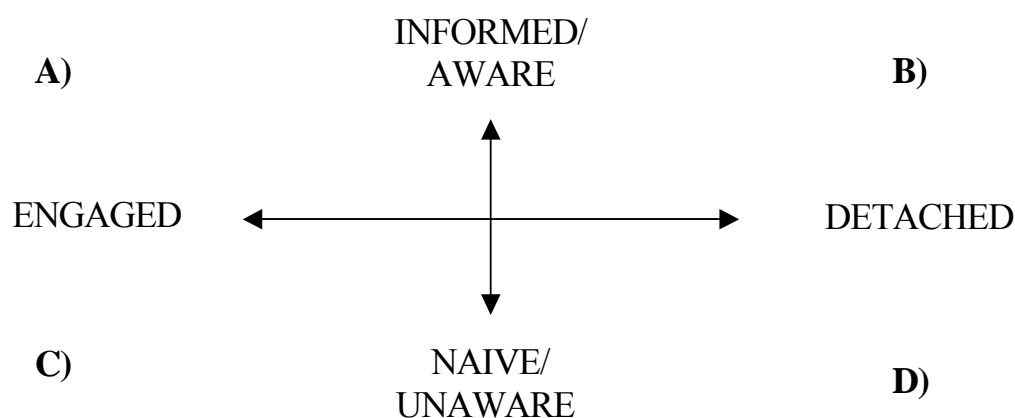 INFORMED/
AWARE
A)
B)
ENGAGED
DETACHED
C)
NAIVE/
UNAWARE
D)